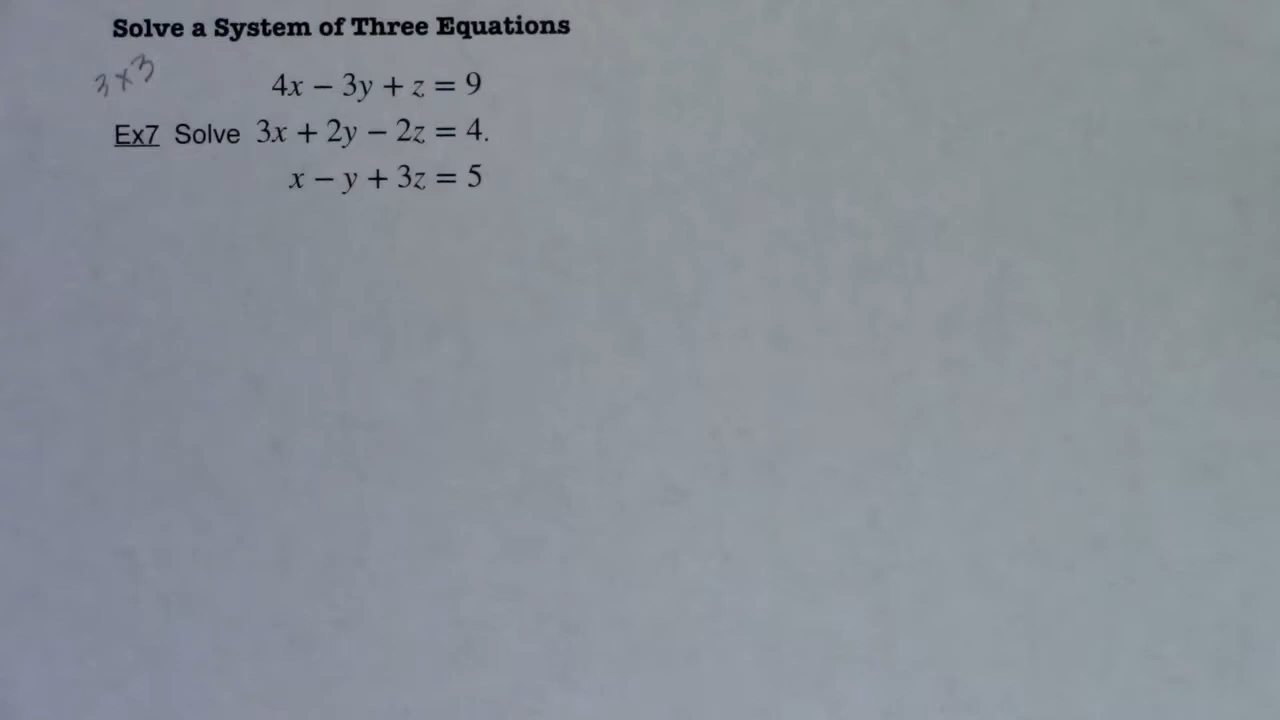 Solve a System of Three Equations
3x3
4x − 3y + z = 9
Ex7 Solve 3x + 2y − 2z = 4.
x − y + 3z = 5